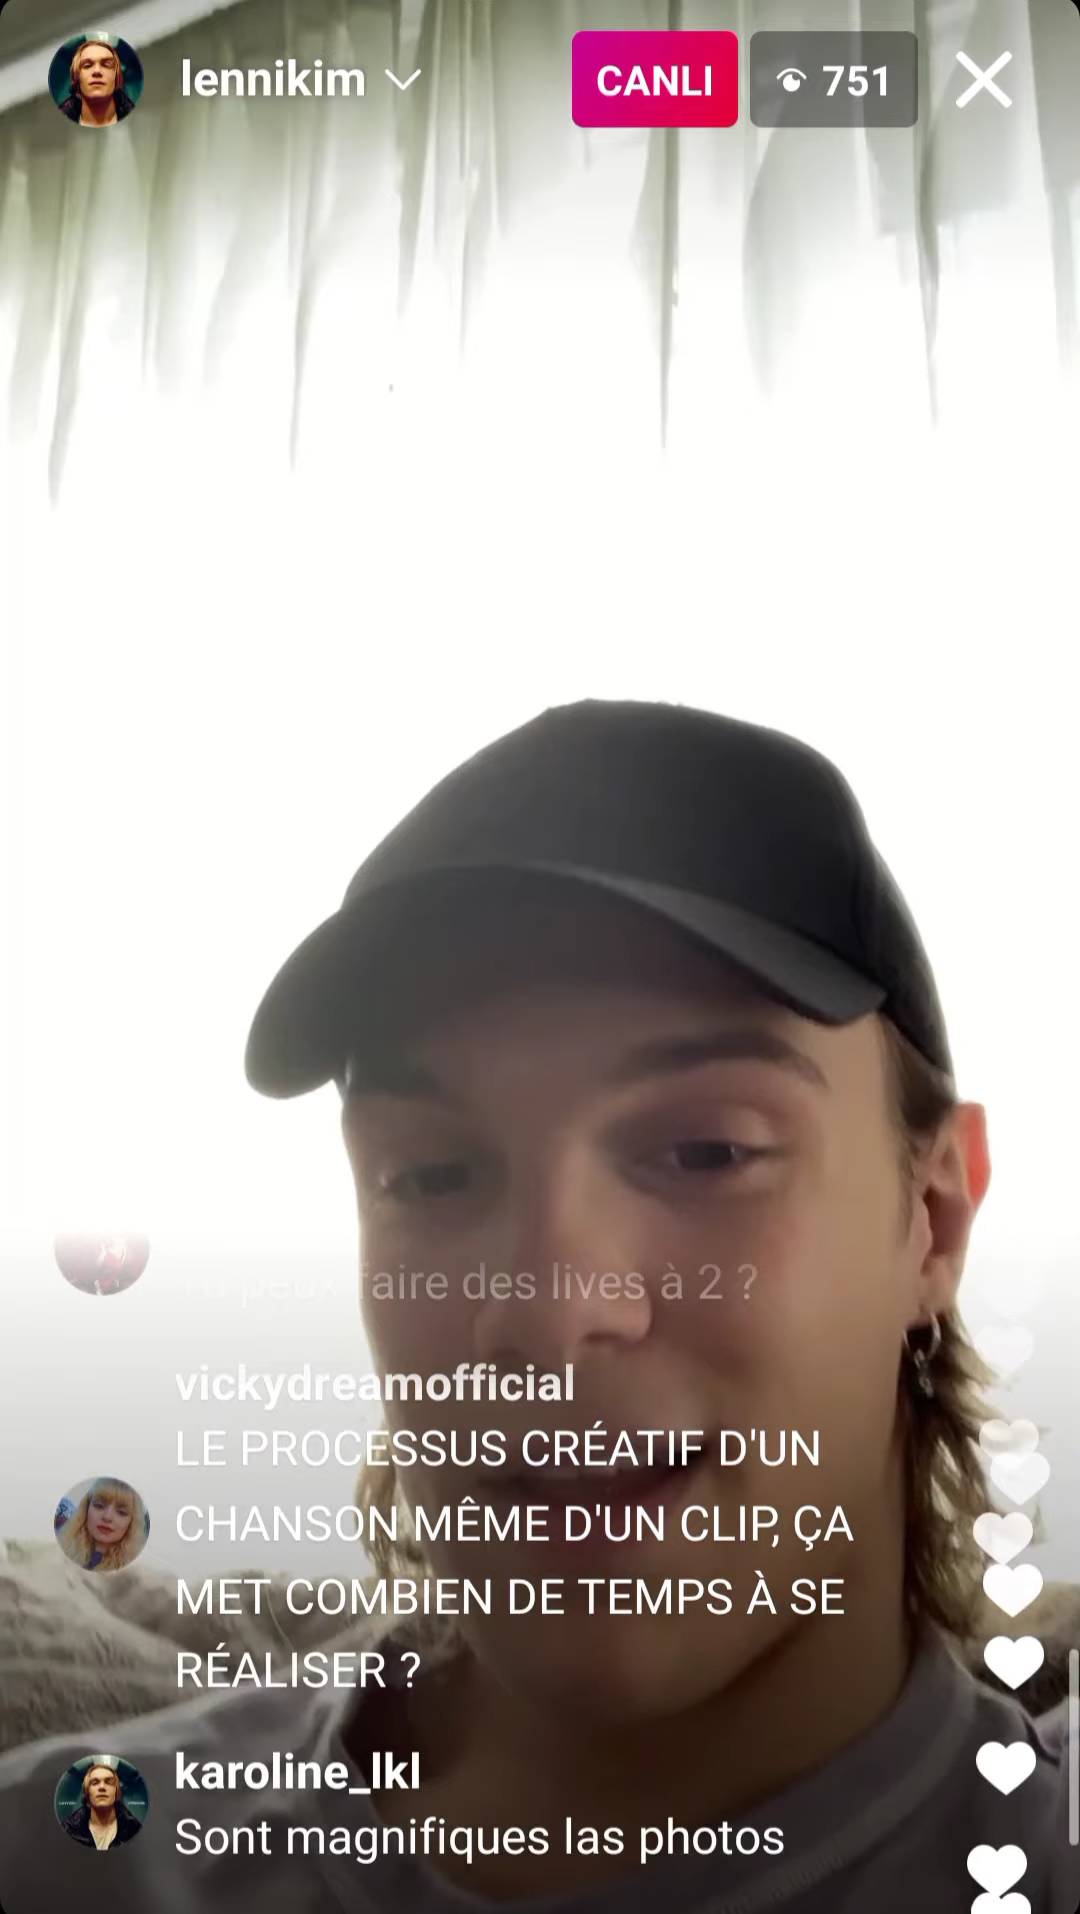 lennikim
CANLI
751
faire des lives à 2 ?
vickydreamofficial
LE PROCESSUS CRÉATIF D'UN
CHANSON MÊME D'UN CLIP, ÇA
MET COMBIEN DE TEMPS À SE
RÉALISER ?
karoline_lkl
Sont magnifiques las photos